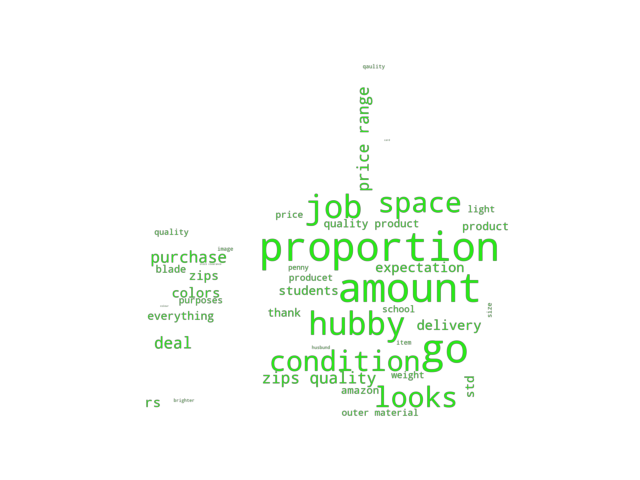 qaulity
price range
job
space
light
price
quality product
product
quality
proportion
image
purchase
penny
expectation
blade
zips
producet
amount
colors
students
purposes
school
size
everything
thank
hubby
delivery
deal
item
go
husband
condition
zips quality
weight
std
amazon
looks
rs
brighter
outer material